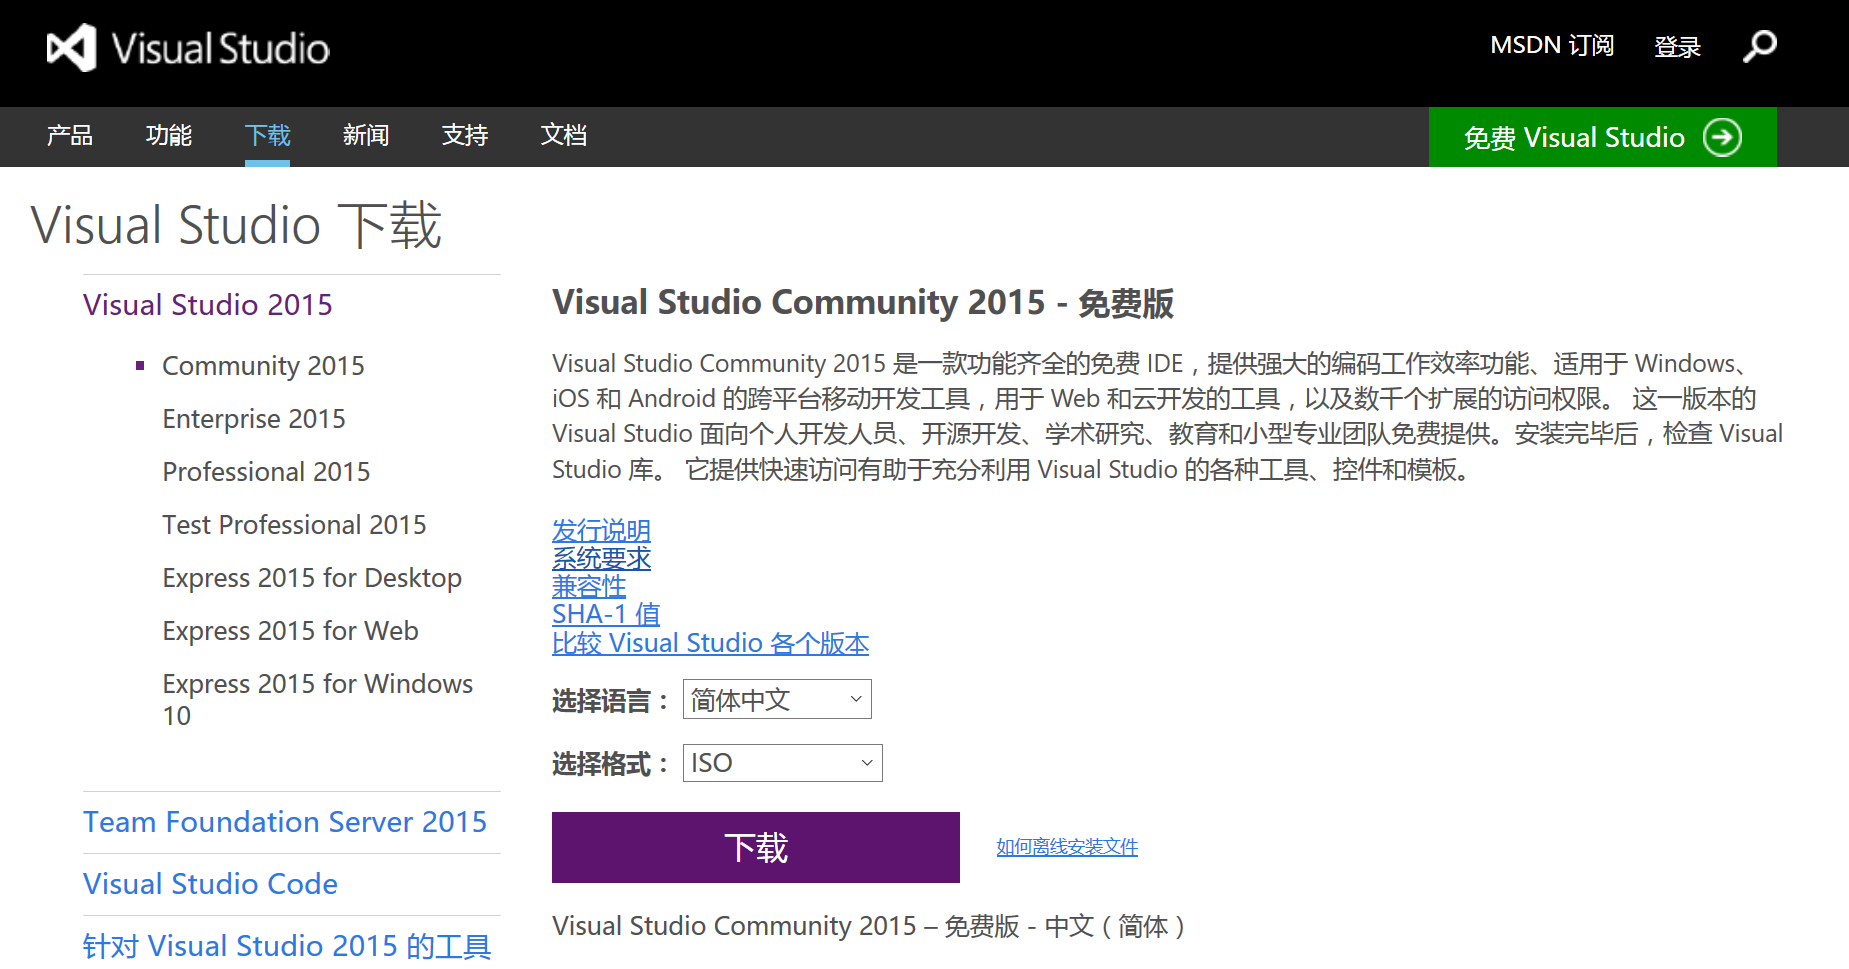 Visual Studio
MSDN 订阅
登录
产品
功能
下载
新闻
支持
文档
免费 Visual Studio
Visual Studio 下载
Visual Studio 2015
Community 2015
Enterprise 2015
Professional 2015
Test Professional 2015
Express 2015 for Desktop
Express 2015 for Web
Express 2015 for Windows
10
Team Foundation Server 2015
Visual Studio Code
针对 Visual Studio 2015 的工具
Visual Studio Community 2015 - 免费版
Visual Studio Community 2015 是一款功能齐全的免费 IDE，提供强大的编码工作效率功能、适用于 Windows、
iOS 和 Android 的跨平台移动开发工具，用于 Web 和云开发的工具，以及数千个扩展的访问权限。 这一版本的
Visual Studio 面向个人开发人员、开源开发、学术研究、教育和小型专业团队免费提供。安装完毕后，检查 Visual
Studio 库。 它提供快速访问有助于充分利用 Visual Studio 的各种工具、控件和模板。
发行说明
系统要求
兼容性
SHA-1 值
比较 Visual Studio 各个版本
选择语言： 简体中文
选择格式： ISO
下载
如何离线安装文件
Visual Studio Community 2015 – 免费版 - 中文（简体）